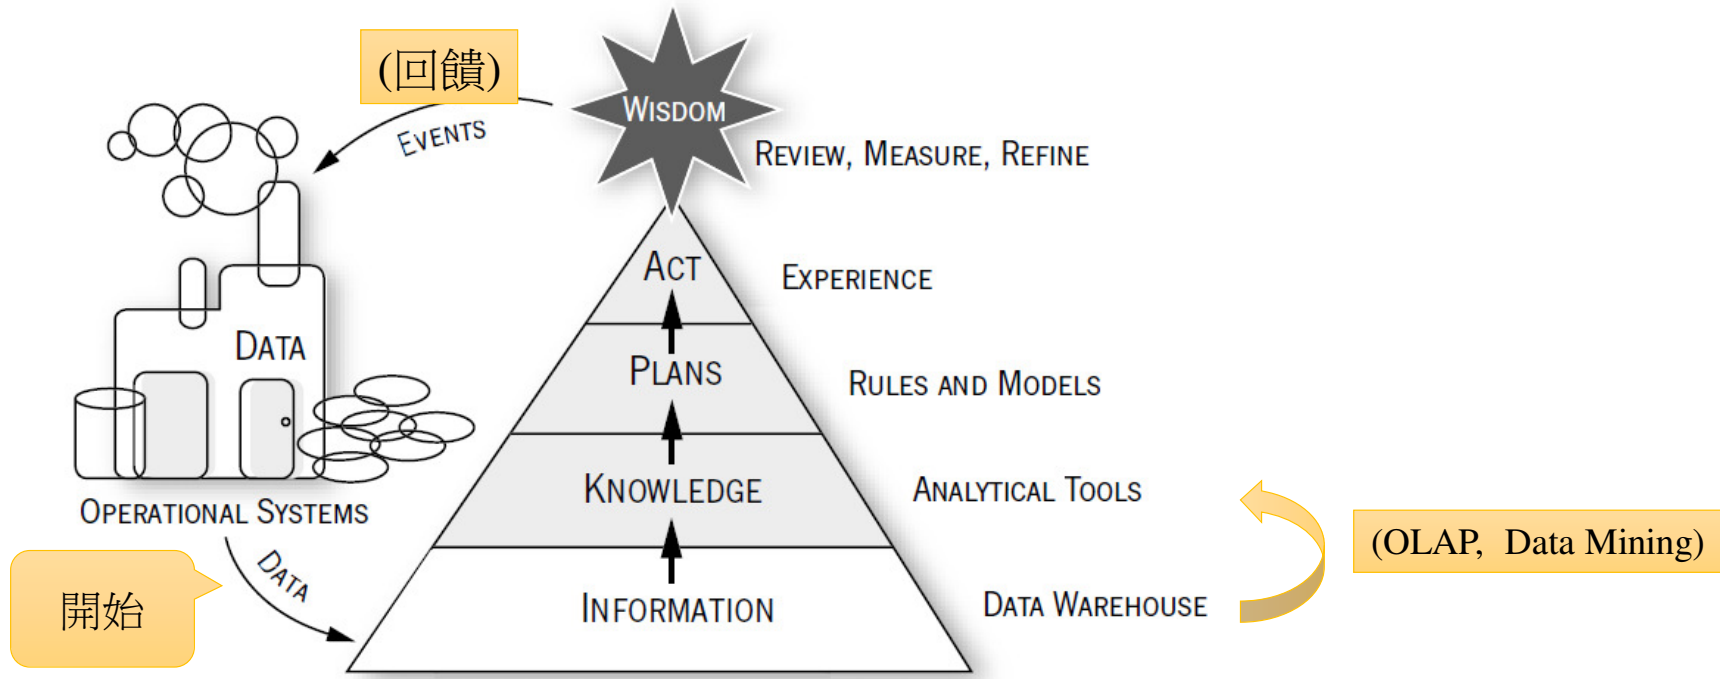 (回饋)
EVENTS
WISDOM
REVIEW, MEASURE, REFINE
ACT
EXPERIENCE
DATA
PLANS
RULES AND MODELS
KNOWLEDGE
ANALYTICAL TOOLS
OPERATIONAL SYSTEMS
(OLAP, Data Mining)
開始
DATA
INFORMATION
DATA WAREHOUSE